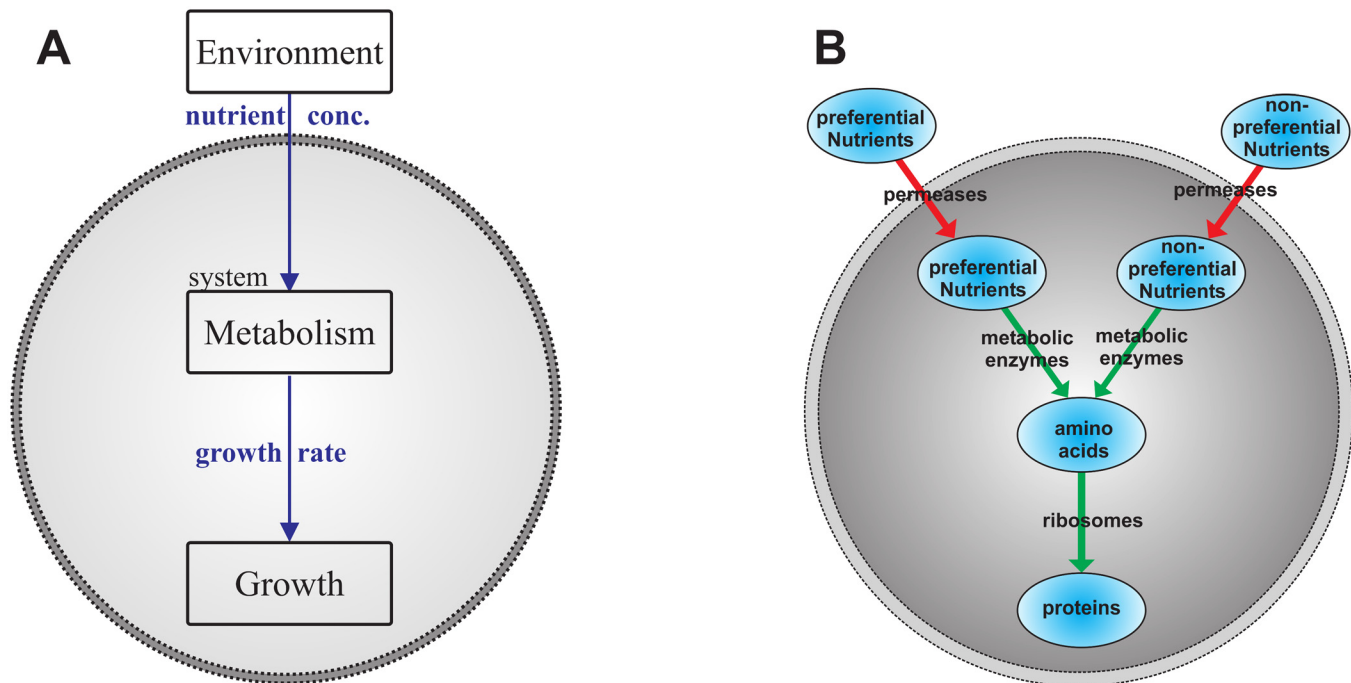 A
Environment
nutrient conc.
system
Metabolism
growth rate
Growth
B
preferential
Nutrients
non-
preferential
Nutrients
permeases
permeases
preferential
Nutrients
non-
preferential
Nutrients
metabolic
enzymes
metabolic
enzymes
amino
acids
ribosomes
proteins